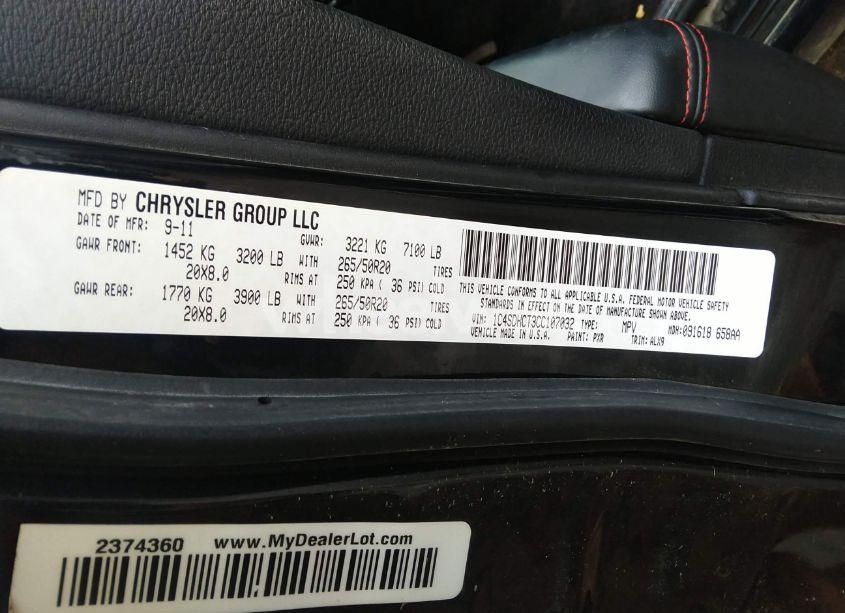 MFD BY CHRYSLER GROUP LLC
DATE OF MFR: 9-11 GVWR: 3221 KG 7100 LB
GAWR FRONT: 1452 KG 3200 LB WITH 265/50R20 TIRES
20X8.0 RIMS AT 250 KPA ( 36 PSI) COLD
GAWR REAR: 1770 KG 3900 LB WITH 265/50R20 TIRES
20X8.0 RIMS AT 250 KPA ( 36 PSI) COLD
THIS VEHICLE CONFORMS TO ALL APPLICABLE U.S.A. FEDERAL MOTOR VEHICLE SAFETY
STANDARDS IN EFFECT ON THE DATE OF MANUFACTURE SHOWN ABOVE.
VIN: 1C4SDHCT3CC107032 TYPE: MPV MDH: 091618 658AA
VEHICLE MADE IN U.S.A. PAINT: PXR TRIM: ALX9
2374360 www.MyDealerLot.com